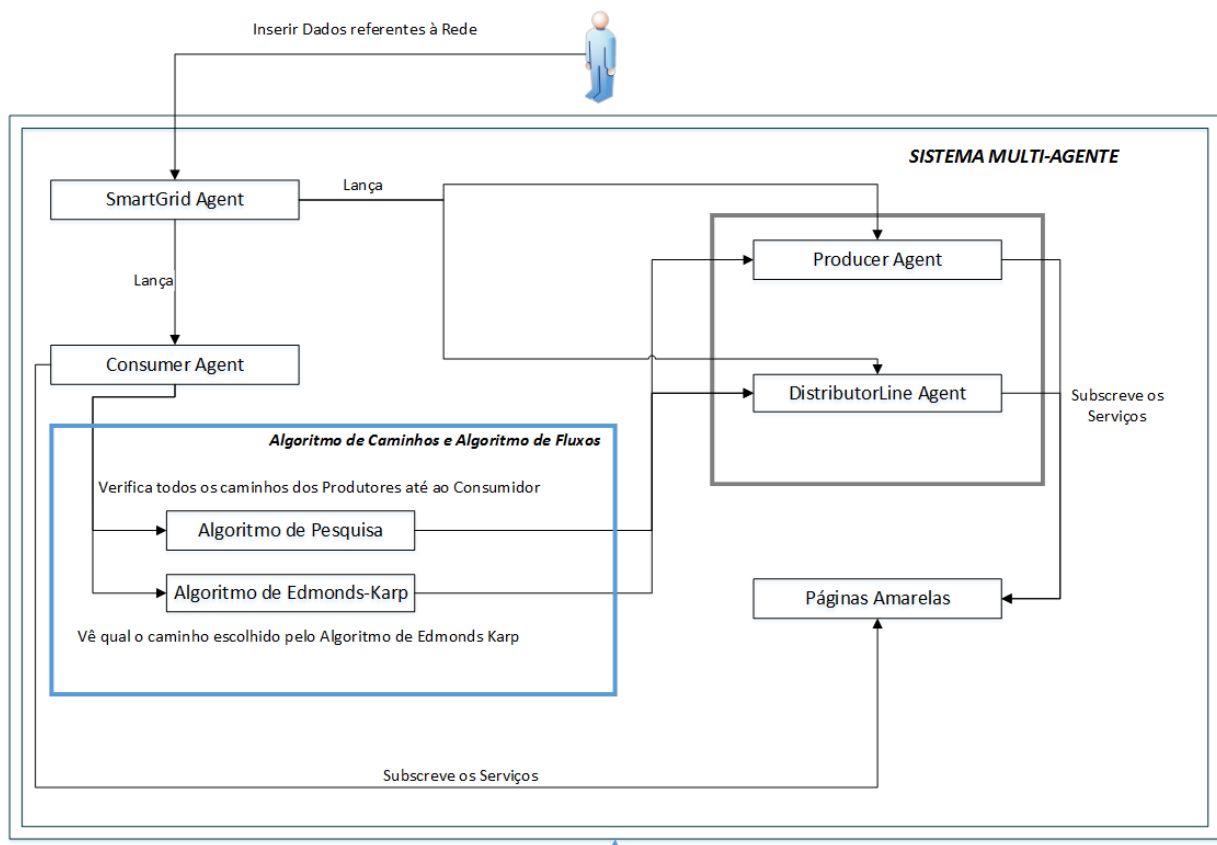 Inserir Dados referentes à Rede
SISTEMA MULTI-AGENTE
SmartGrid Agent
Lança
Producer Agent
Lança
Consumer Agent
DistributorLine Agent
Subscreve os
Serviços
Algoritmo de Caminhos e Algoritmo de Fluxos
Verifica todos os caminhos dos Produtores até ao Consumidor
Algoritmo de Pesquisa
Algoritmo de Edmonds-Karp
Páginas Amarelas
Vê qual o caminho escolhido pelo Algoritmo de Edmonds Karp
Subscreve os Serviços